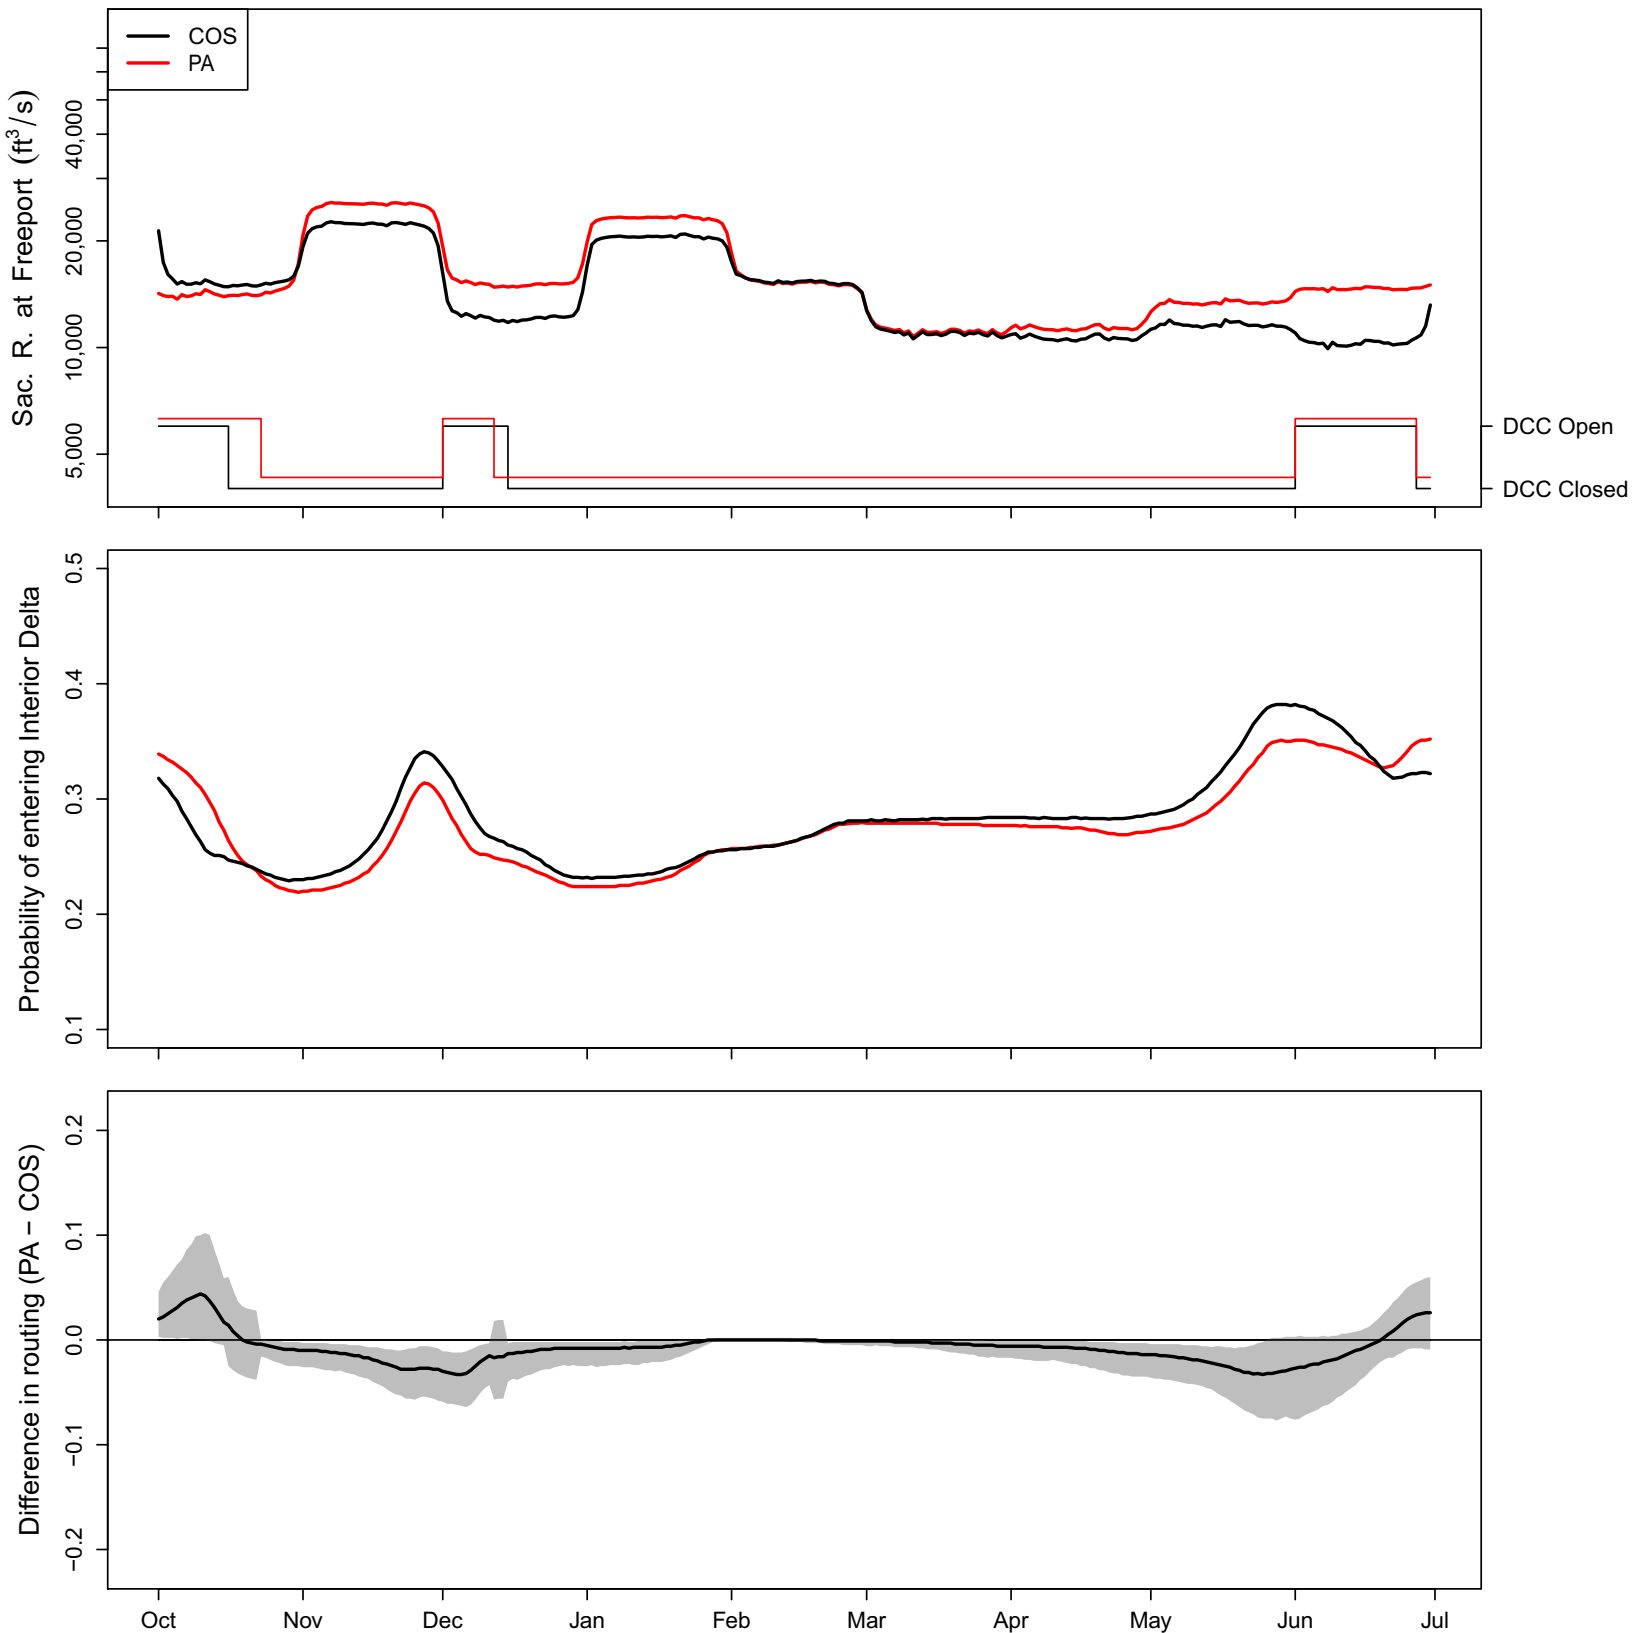 COS
PA
Sac. R. at Freeport (ft³/s)
40,000
20,000
10,000
5,000
DCC Open
DCC Closed
Probability of entering Interior Delta
0.5
0.4
0.3
0.2
0.1
Difference in routing (PA − COS)
0.2
0.1
0.0
−0.1
−0.2
Oct Nov Dec Jan Feb Mar Apr May Jun Jul